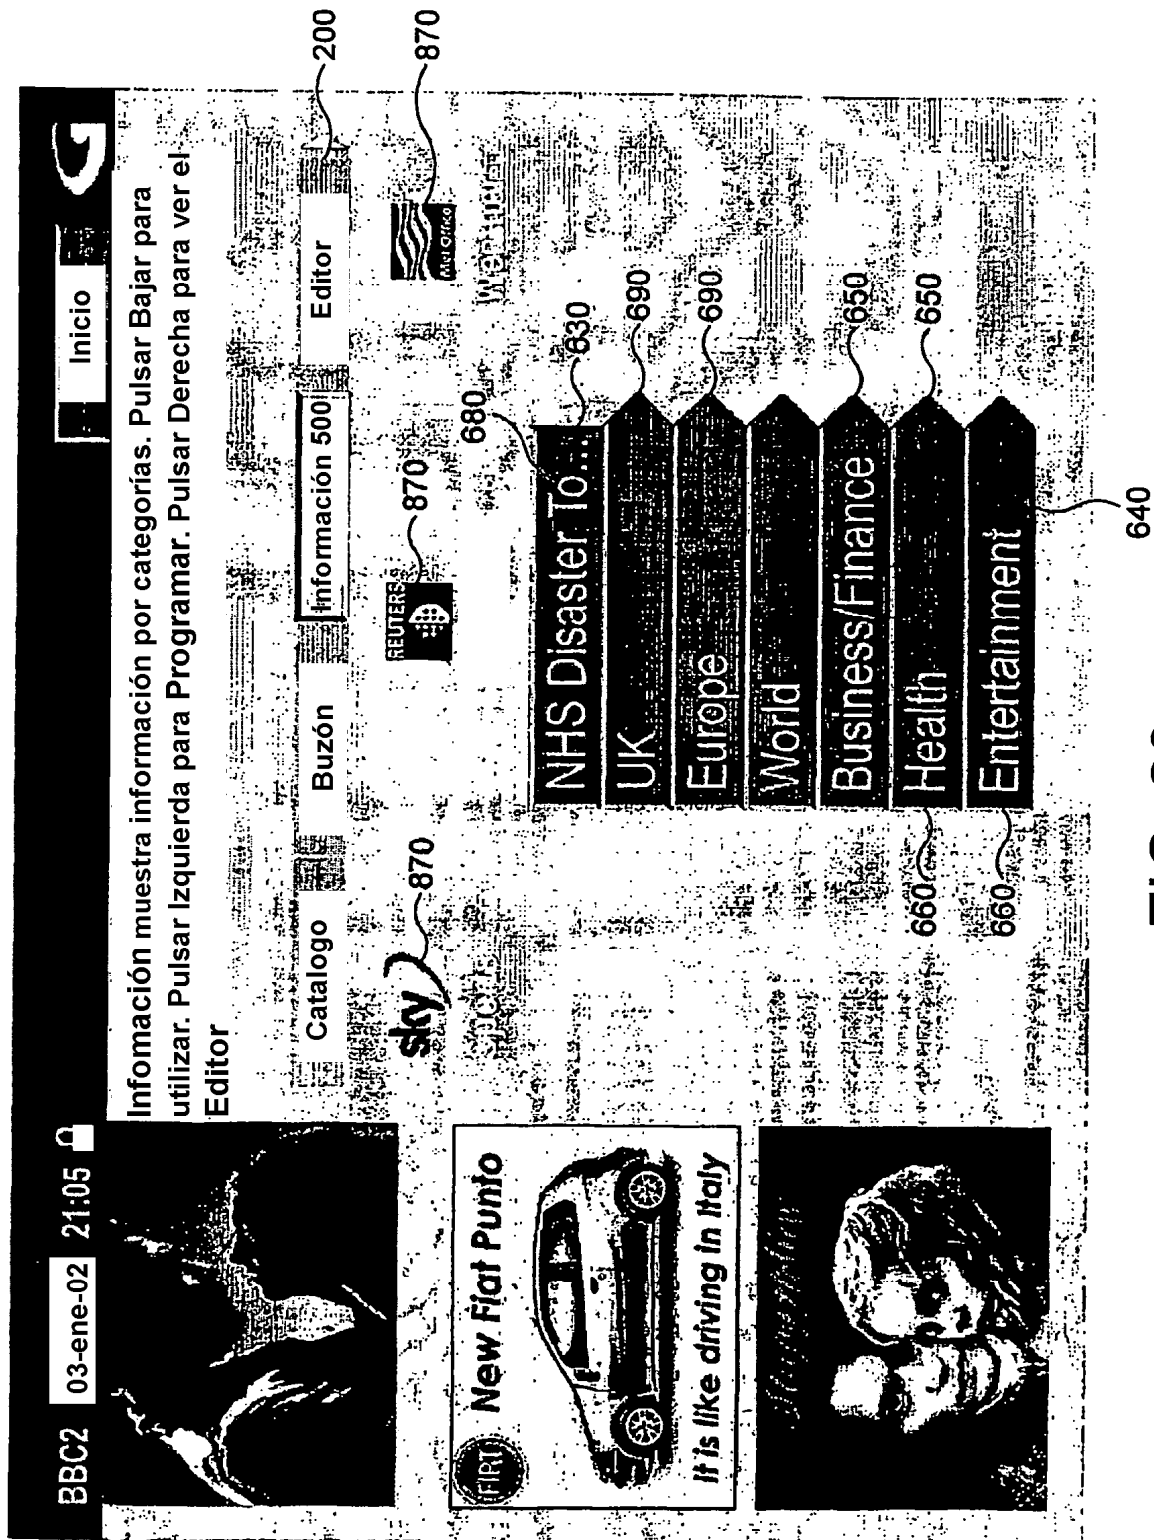 BBC2 03-ene-02 21:05 Inicio
Infomación muestra información por categorías. Pulsar Bajar para
utilizar. Pulsar Izquierda para Programar. Pulsar Derecha para ver el
Editor
Catalogo Buzón Información 500 Editor 200
sky 870 REUTERS 870 Met.Office 870
680
NHS Disaster To... 630
UK 690
Europe 690
World
Business/Finance 650
660 Health 650
660 Entertainment
640
New Fiat Punto
It is like driving in Italy